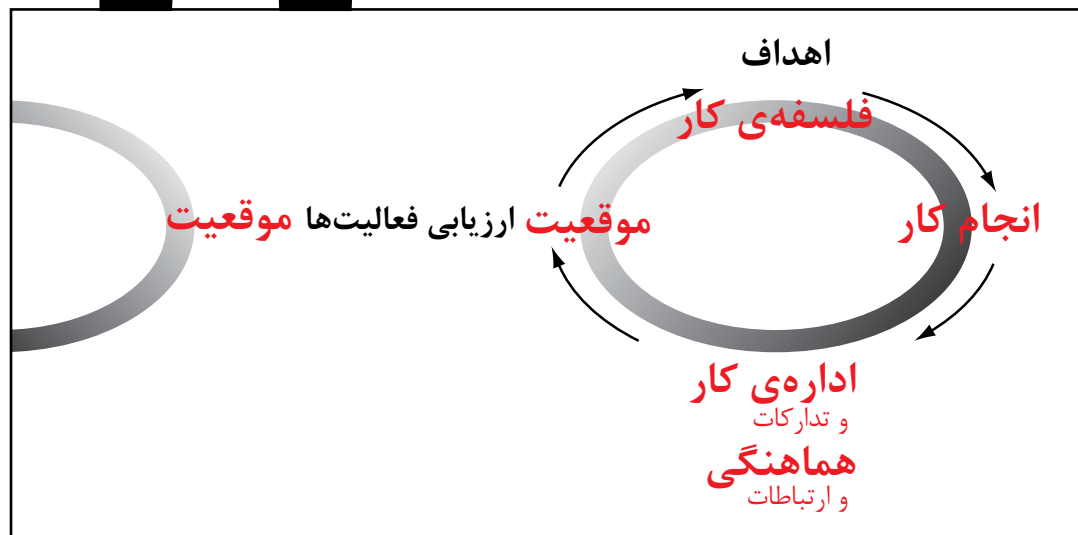 اهداف
فلسفه‌ی کار
انجام کار
موقعیت ارزیابی فعالیت‌ها موقعیت
اداره‌ی کار
و تدارکات
هماهنگی
و ارتباطات